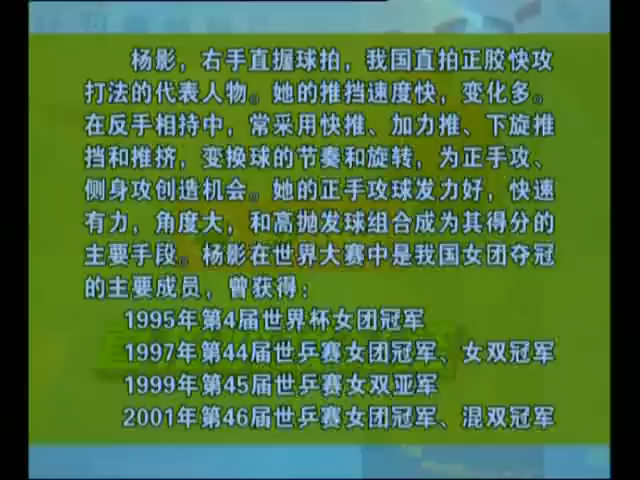 杨影，右手直握球拍，我国直拍正胶快攻
打法的代表人物。她的推挡速度快，变化多。
在反手相持中，常采用快推、加力推、下旋推
挡和推挤，变换球的节奏和旋转，为正手攻、
侧身攻创造机会。她的正手攻球发力好，快速
有力，角度大，和高抛发球组合成为其得分的
主要手段。杨影在世界大赛中是我国女团夺冠
的主要成员，曾获得：
1995年第4届世界杯女团冠军
1997年第44届世乒赛女团冠军、女双冠军
1999年第45届世乒赛女双亚军
2001年第46届世乒赛女团冠军、混双冠军